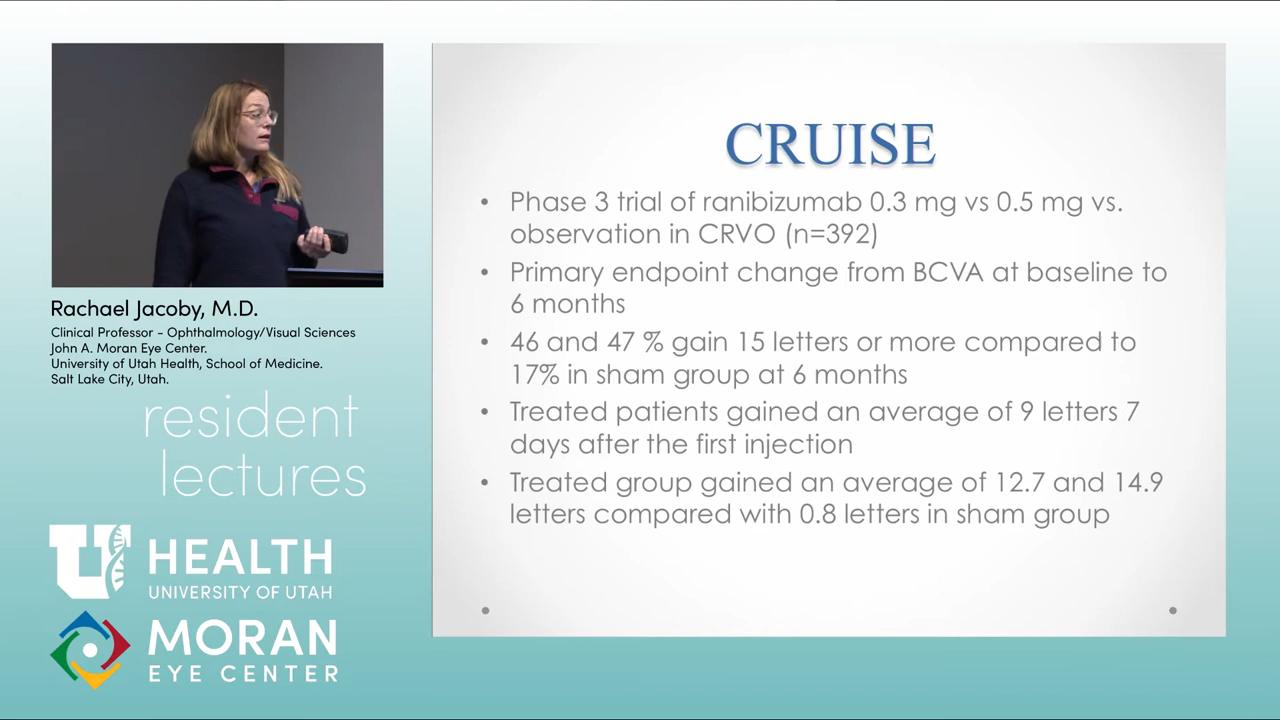 Rachael Jacoby, M.D.
Clinical Professor - Ophthalmology/Visual Sciences
John A. Moran Eye Center.
University of Utah Health, School of Medicine.
Salt Lake City, Utah.
resident
lectures
U HEALTH
UNIVERSITY OF UTAH
MORAN
EYE CENTER
CRUISE
• Phase 3 trial of ranibizumab 0.3 mg vs 0.5 mg vs.
observation in CRVO (n=392)
• Primary endpoint change from BCVA at baseline to
6 months
• 46 and 47 % gain 15 letters or more compared to
17% in sham group at 6 months
• Treated patients gained an average of 9 letters 7
days after the first injection
• Treated group gained an average of 12.7 and 14.9
letters compared with 0.8 letters in sham group